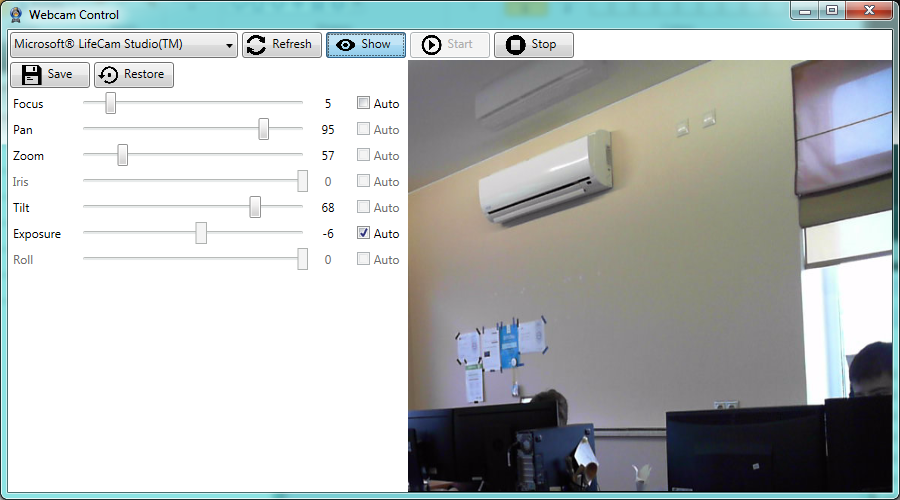 Webcam Control
Microsoft® LifeCam Studio(TM) Refresh Show Start Stop
Save Restore
Focus 5 Auto
Pan 95 Auto
Zoom 57 Auto
Iris 0 Auto
Tilt 68 Auto
Exposure -6 Auto
Roll 0 Auto